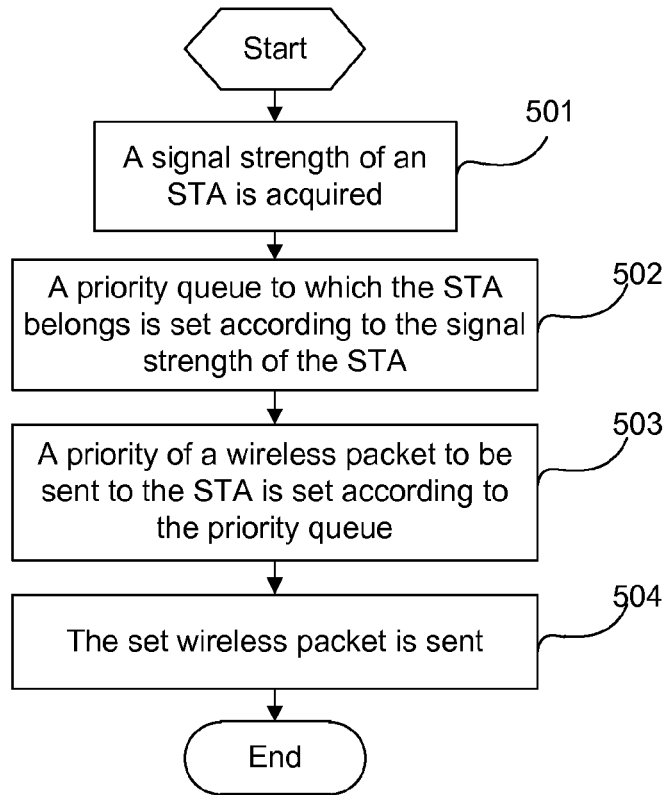 Start
501
A signal strength of an
STA is acquired
502
A priority queue to which the STA
belongs is set according to the signal
strength of the STA
503
A priority of a wireless packet to be
sent to the STA is set according to
the priority queue
504
The set wireless packet is sent
End